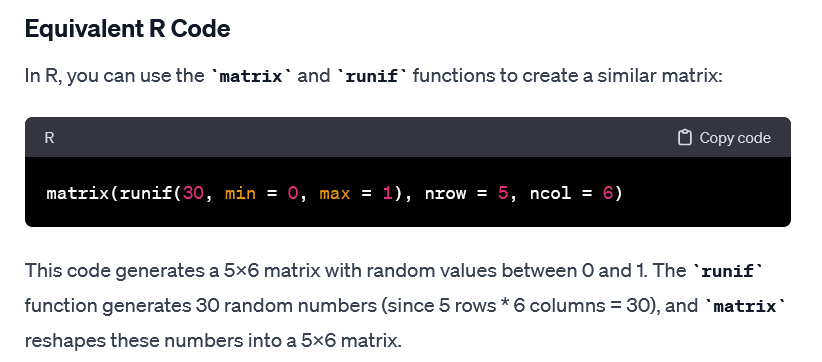 Equivalent R Code
In R, you can use the `matrix` and `runif` functions to create a similar matrix:
R
Copy code
matrix(runif(30, min = 0, max = 1), nrow = 5, ncol = 6)
This code generates a 5×6 matrix with random values between 0 and 1. The `runif`
function generates 30 random numbers (since 5 rows * 6 columns = 30), and `matrix`
reshapes these numbers into a 5×6 matrix.